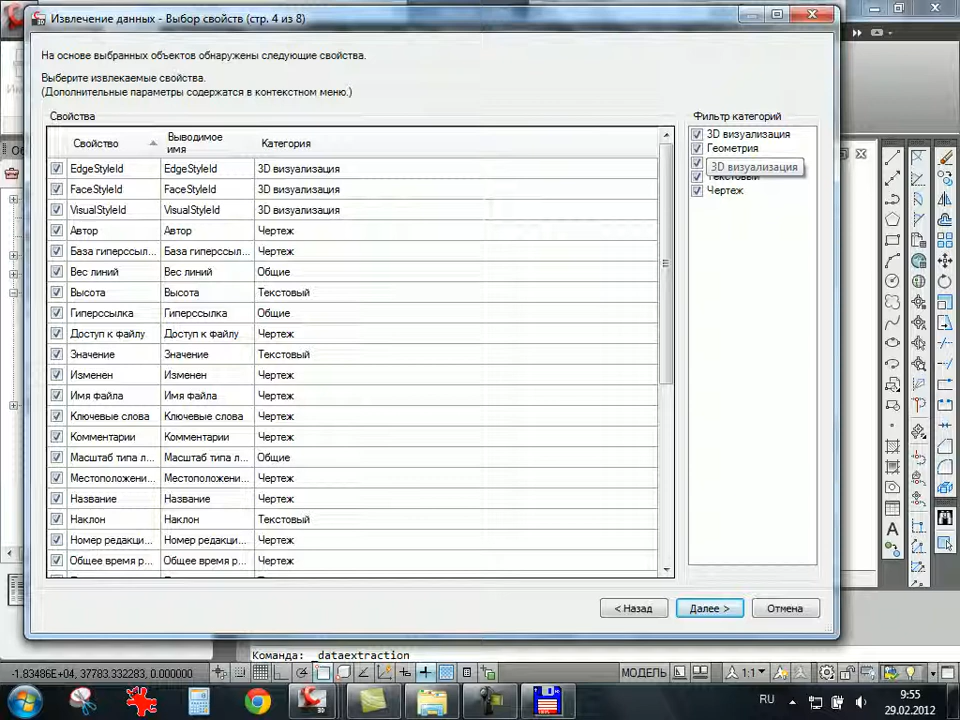 Извлечение данных - Выбор свойств (стр. 4 из 8)
На основе выбранных объектов обнаружены следующие свойства.
Выберите извлекаемые свойства.
(Дополнительные параметры содержатся в контекстном меню.)
Свойства
Свойство Выводимое имя Категория
EdgeStyleId EdgeStyleId 3D визуализация
FaceStyleId FaceStyleId 3D визуализация
VisualStyleId VisualStyleId 3D визуализация
Автор Автор Чертеж
База гиперссыл... База гиперссыл... Чертеж
Вес линий Вес линий Общие
Высота Высота Текстовый
Гиперссылка Гиперссылка Общие
Доступ к файлу Доступ к файлу Чертеж
Значение Значение Текстовый
Изменен Изменен Чертеж
Имя файла Имя файла Чертеж
Ключевые слова Ключевые слова Чертеж
Комментарии Комментарии Чертеж
Масштаб типа л... Масштаб типа л... Общие
Местоположени... Местоположени... Чертеж
Название Название Чертеж
Наклон Наклон Текстовый
Номер редакци... Номер редакци... Чертеж
Общее время р... Общее время р... Чертеж
Фильтр категорий
3D визуализация
Геометрия
3D визуализация
Текстовый
Чертеж
< Назад Далее > Отмена
Команда: _dataextraction
-1.83486E+04, 37783.332283, 0.000000 МОДЕЛЬ 1:1
RU 9:55
29.02.2012